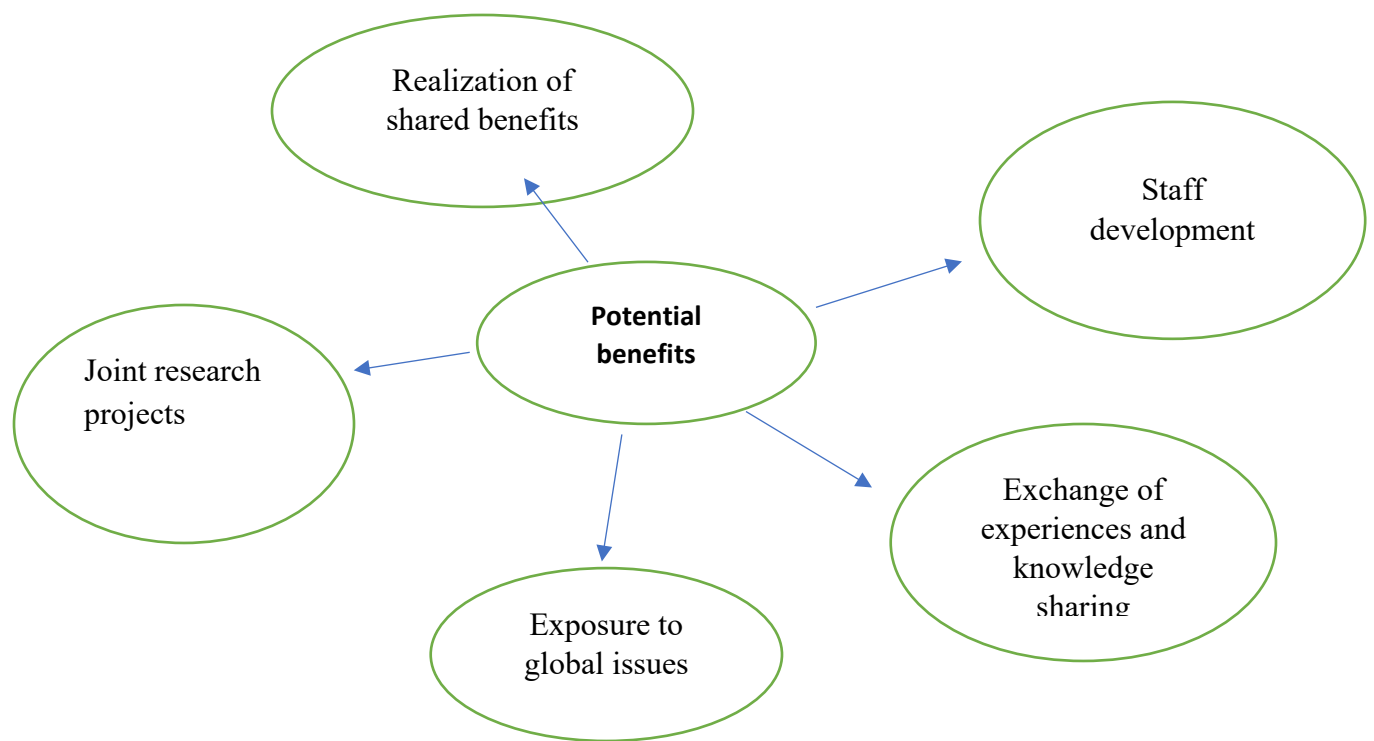 Realization of
shared benefits
Staff
development
Potential
benefits
Joint research
projects
Exchange of
experiences and
knowledge
sharing
Exposure to
global issues